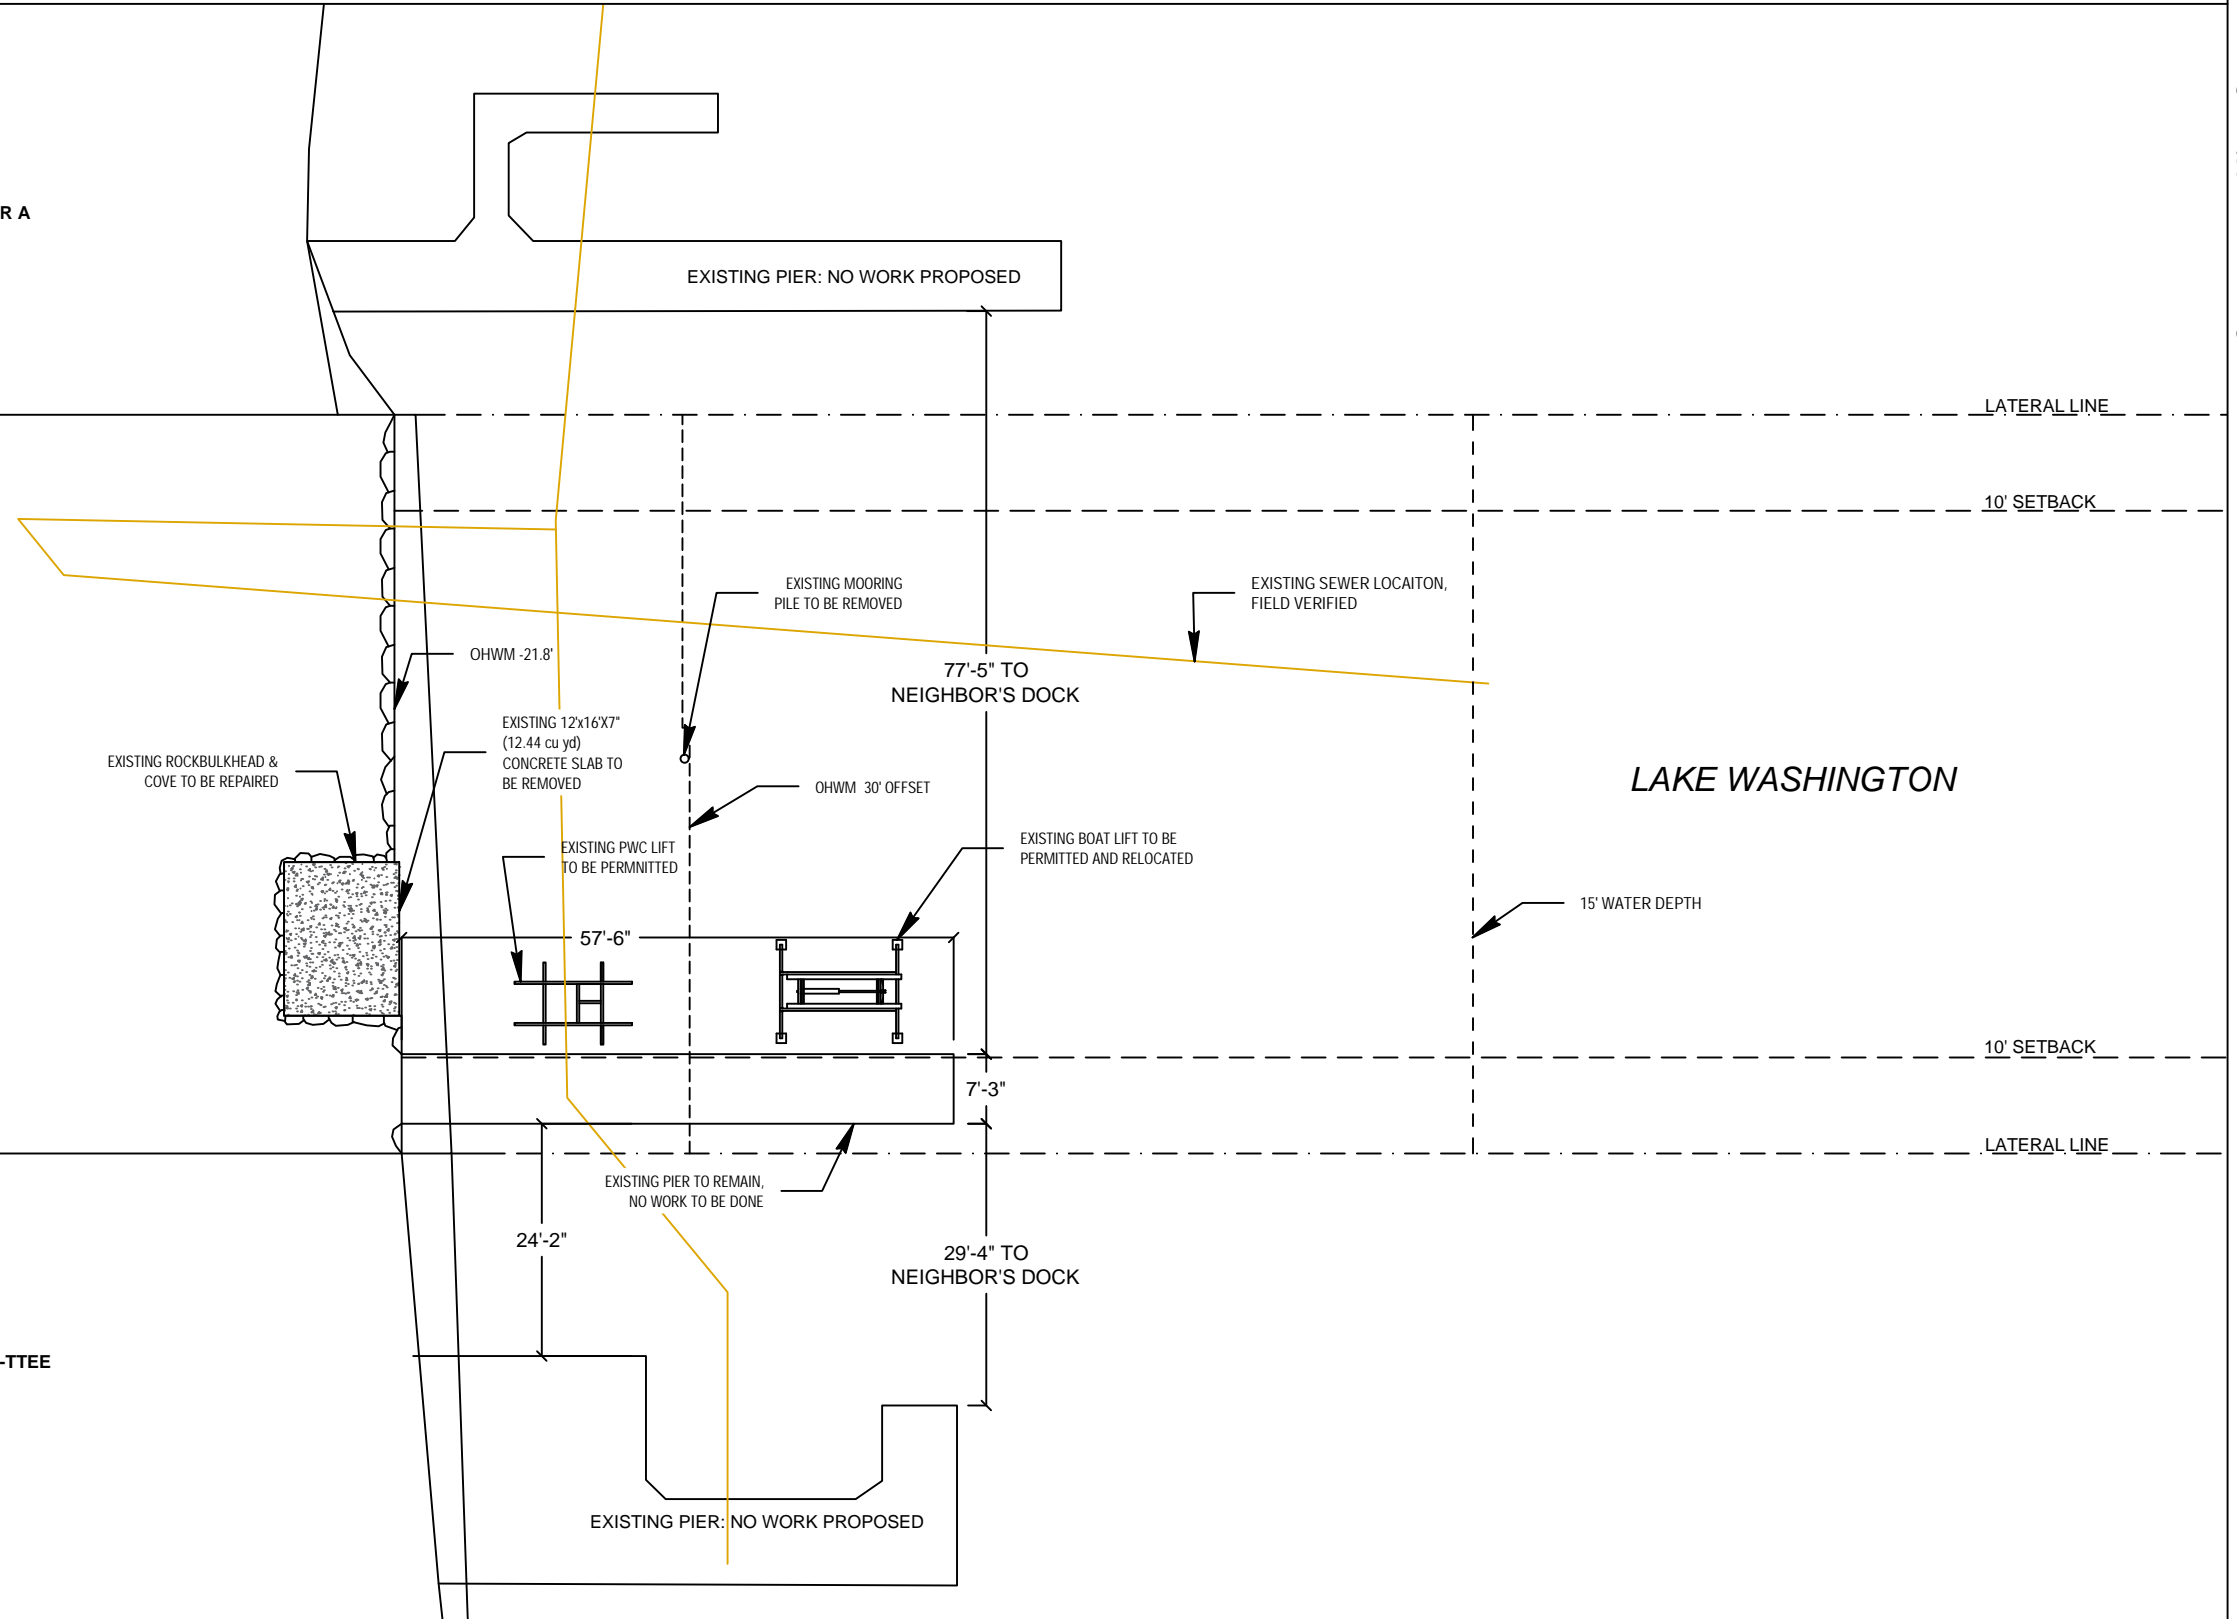 R A
EXISTING PIER: NO WORK PROPOSED
LATERAL LINE
10' SETBACK
EXISTING MOORING
PILE TO BE REMOVED
EXISTING SEWER LOCAITON,
FIELD VERIFIED
OHWM -21.8'
77'-5" TO
NEIGHBOR'S DOCK
EXISTING 12'x16'X7"
(12.44 cu yd)
CONCRETE SLAB TO
BE REMOVED
EXISTING ROCKBULKHEAD &
COVE TO BE REPAIRED
OHWM 30' OFFSET
LAKE WASHINGTON
EXISTING PWC LIFT
TO BE PERMNITTED
EXISTING BOAT LIFT TO BE
PERMITTED AND RELOCATED
15' WATER DEPTH
57'-6"
10' SETBACK
7'-3"
LATERAL LINE
EXISTING PIER TO REMAIN,
NO WORK TO BE DONE
24'-2"
29'-4" TO
NEIGHBOR'S DOCK
-TTEE
EXISTING PIER: NO WORK PROPOSED